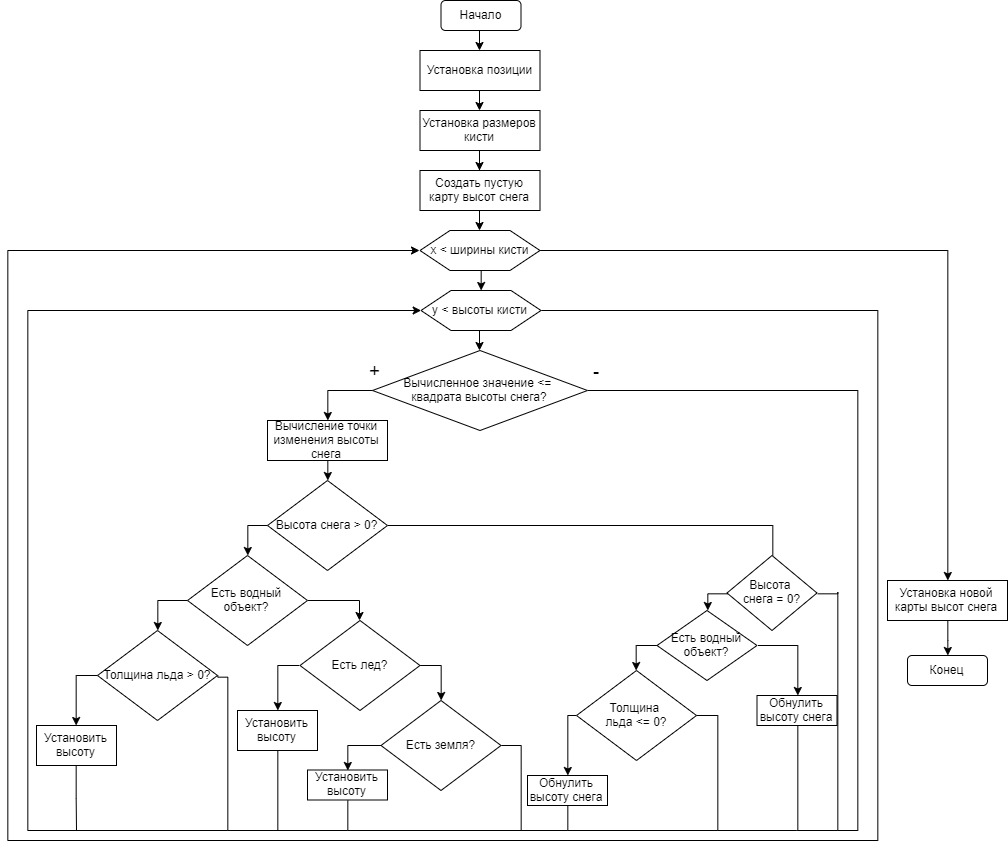 Начало
Установка позиции
Установка размеров
кисти
Создать пустую
карту высот снега
x < ширины кисти
y < высоты кисти
+
-
Вычисленное значение <=
квадрата высоты снега?
Вычисление точки
изменения высоты
снега
Высота снега > 0?
Есть водный
объект?
Высота
снега = 0?
Установка новой
карты высот снега
Толщина льда > 0?
Есть лед?
Есть водный
объект?
Конец
Установить
высоту
Установить
высоту
Есть земля?
Толщина
льда <= 0?
Обнулить
высоту снега
Установить
высоту
Обнулить
высоту снега